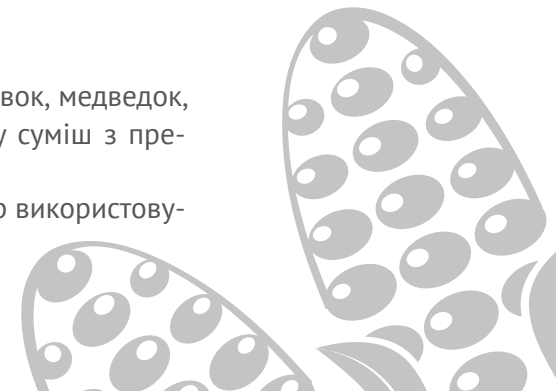 вок, медведок,
у суміш з пре-
р використову-